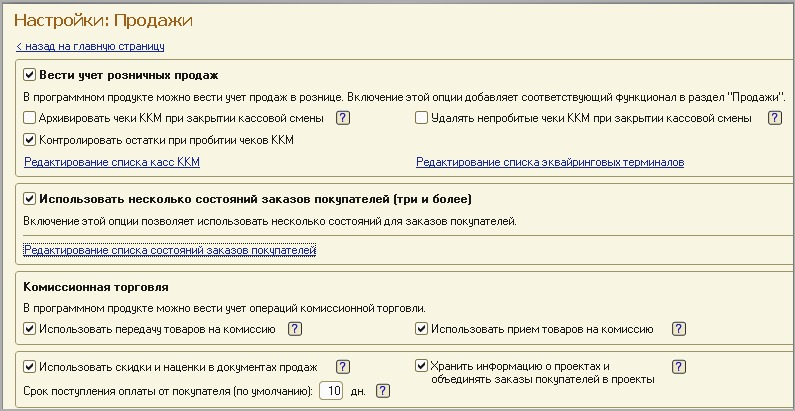 Настройки: Продажи
< назад на главную страницу
Вести учет розничных продаж
В программном продукте можно вести учет продаж в рознице. Включение этой опции добавляет соответствующий функционал в раздел "Продажи".
Архивировать чеки ККМ при закрытии кассовой смены ? Удалять непробитые чеки ККМ при закрытии кассовой смены ?
Контролировать остатки при пробитии чеков ККМ
Редактирование списка касс ККМ Редактирование списка эквайринговых терминалов
Использовать несколько состояний заказов покупателей (три и более)
Включение этой опции позволяет использовать несколько состояний для заказов покупателей.
Редактирование списка состояний заказов покупателей
Комиссионная торговля
В программном продукте можно вести учет операций комиссионной торговли.
Использовать передачу товаров на комиссию ? Использовать прием товаров на комиссию ?
Использовать скидки и наценки в документах продаж ? Хранить информацию о проектах и ?
объединять заказы покупателей в проекты
Срок поступления оплаты от покупателя (по умолчанию): 10 дн. ?